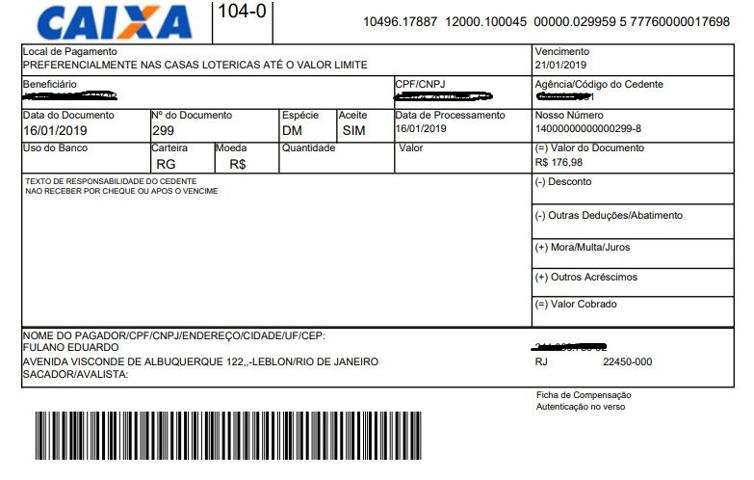 CAIXA
104-0
10496.17887 12000.100045 00000.029959 5 77760000017698
Local de Pagamento
PREFERENCIALMENTE NAS CASAS LOTERICAS ATÉ O VALOR LIMITE
Vencimento
21/01/2019
Beneficiário
CPF/CNPJ
Agência/Código do Cedente
Data do Documento
16/01/2019
Nº do Documento
299
Espécie
DM
Aceite
SIM
Data de Processamento
16/01/2019
Nosso Número
14000000000000299-8
Uso do Banco
Carteira
RG
Moeda
R$
Quantidade
Valor
(=) Valor do Documento
R$ 176,98
TEXTO DE RESPONSABILIDADE DO CEDENTE
NAO RECEBER POR CHEQUE OU APOS O VENCIME
(-) Desconto
(-) Outras Deduções/Abatimento
(+) Mora/Multa/Juros
(+) Outros Acréscimos
(=) Valor Cobrado
NOME DO PAGADOR/CPF/CNPJ/ENDEREÇO/CIDADE/UF/CEP:
FULANO EDUARDO
AVENIDA VISCONDE DE ALBUQUERQUE 122,,-LEBLON/RIO DE JANEIRO
RJ 22450-000
SACADOR/AVALISTA:
Ficha de Compensação
Autenticação no verso